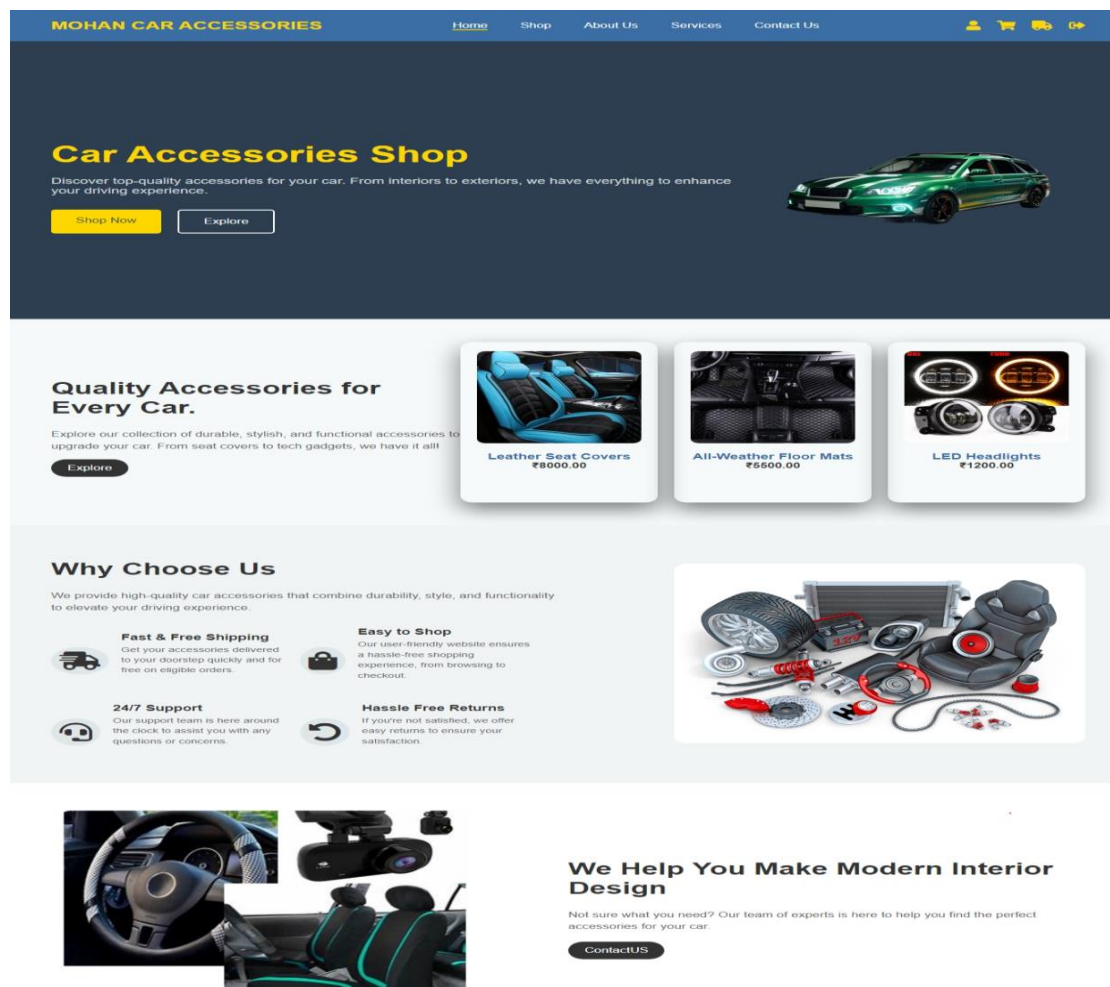 MOHAN CAR ACCESSORIES
Home Shop About Us Services Contact Us
Car Accessories Shop
Discover top-quality accessories for your car. From interiors to exteriors, we have everything to enhance
your driving experience.
Shop Now Explore
Quality Accessories for
Every Car.
Explore our collection of durable, stylish, and functional accessories to
upgrade your car. From seat covers to tech gadgets, we have it all!
Explore
Leather Seat Covers
₹8000.00
All-Weather Floor Mats
₹5500.00
LED Headlights
₹1200.00
Why Choose Us
We provide high-quality car accessories that combine durability, style, and functionality
to elevate your driving experience.
Fast & Free Shipping
Get your accessories delivered
to your doorstep quickly and for
free on eligible orders.
Easy to Shop
Our user-friendly website ensures
a hassle-free shopping
experience, from browsing to
checkout.
24/7 Support
Our support team is here around
the clock to assist you with any
questions or concerns.
Hassle Free Returns
If you're not satisfied, we offer
easy returns to ensure your
satisfaction.
12V
We Help You Make Modern Interior
Design
Not sure what you need? Our team of experts is here to help you find the perfect
accessories for your car.
ContactUS